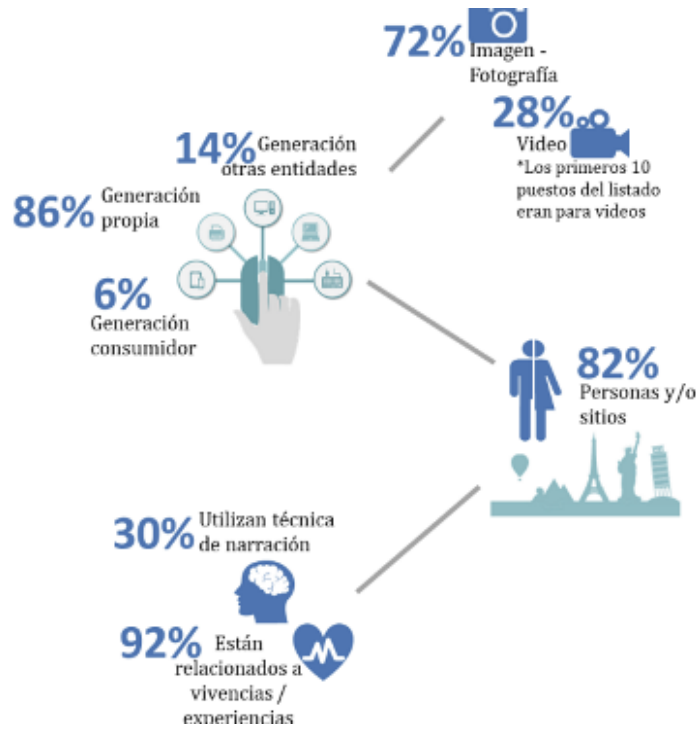 72% Imagen -
Fotografía
28%
Video
*Los primeros 10
puestos del listado
eran para videos
14% Generación
otras entidades
86% Generación
propia
6%
Generación
consumidor
82%
Personas y/o
sitios
30% Utilizan técnica
de narración
92% Están
relacionados a
vivencias /
experiencias